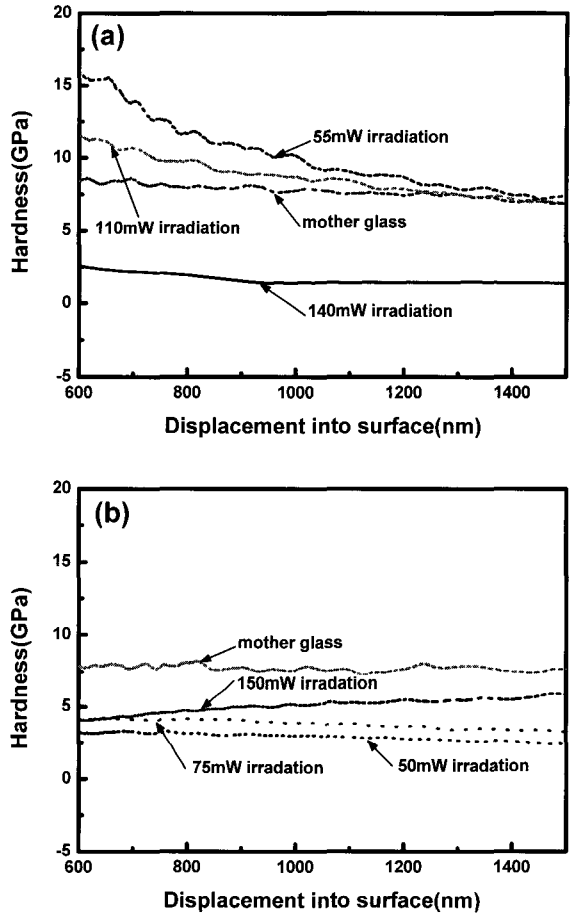 (a)
Hardness(GPa)
20
15
10
5
0
-5
55mW irradiation
110mW irradiation
mother glass
140mW irradiation
600 800 1000 1200 1400
Displacement into surface(nm)
(b)
Hardness (GPa)
20
15
10
5
0
-5
mother glass
150mW irradation
75mW irradation
50mW irradation
600 800 1000 1200 1400
Displacement into surface(nm)